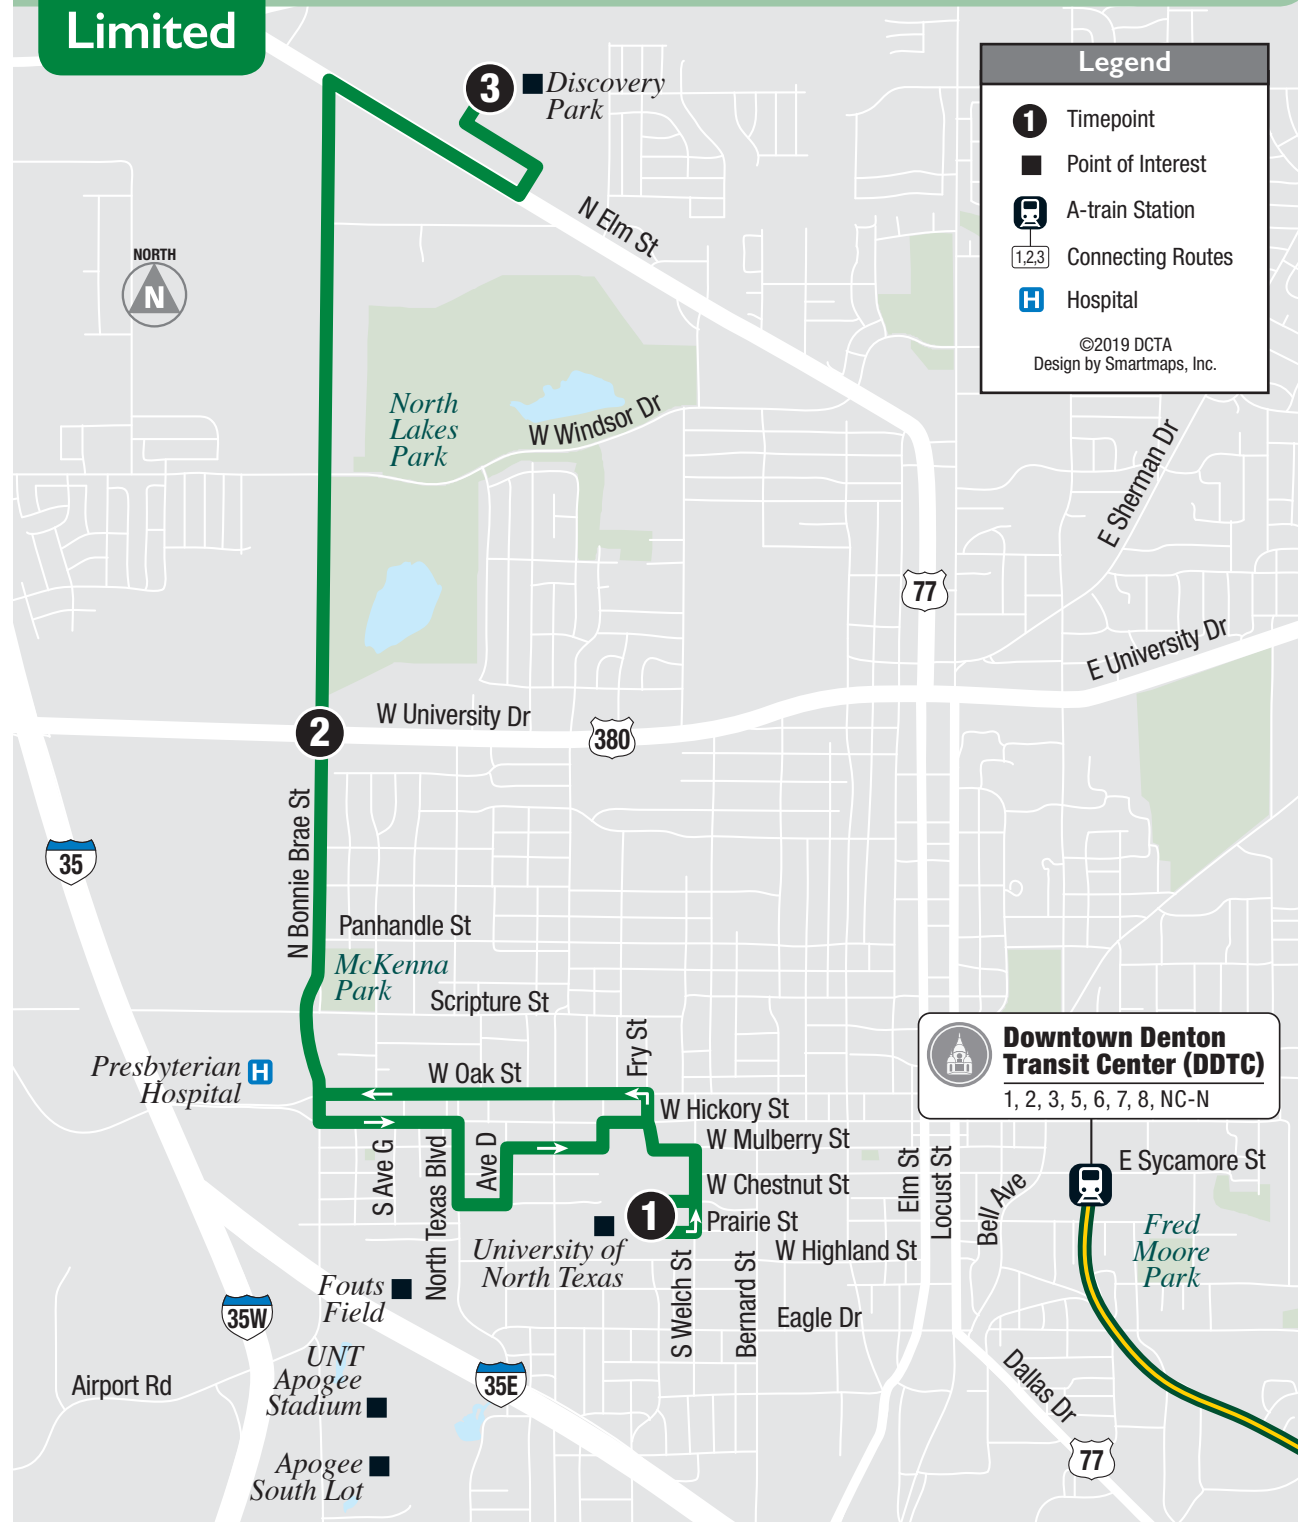 Limited
3
Discovery
Park
Legend
1
Timepoint
Point of Interest
A-train Station
1,2,3
Connecting Routes
H
Hospital
©2019 DCTA
Design by Smartmaps, Inc.
N Elm St
NORTH
N
North
Lakes
Park
W Windsor Dr
E Sherman Dr
77
E University Dr
W University Dr
2
380
N Bonnie Brae St
35
Panhandle St
McKenna
Park
Scripture St
Fry St
Downtown Denton
Transit Center (DDTC)
1, 2, 3, 5, 6, 7, 8, NC-N
Presbyterian
Hospital
H
W Oak St
W Hickory St
W Mulberry St
S Ave G
North Texas Blvd
Ave D
W Chestnut St
Elm St
Locust St
Bell Ave
E Sycamore St
1
Prairie St
University of
North Texas
W Highland St
Fred
Moore
Park
S Welch St
Bernard St
Eagle Dr
Fouts
Field
35W
UNT
Apogee
Stadium
35E
Airport Rd
Dallas Dr
77
Apogee
South Lot